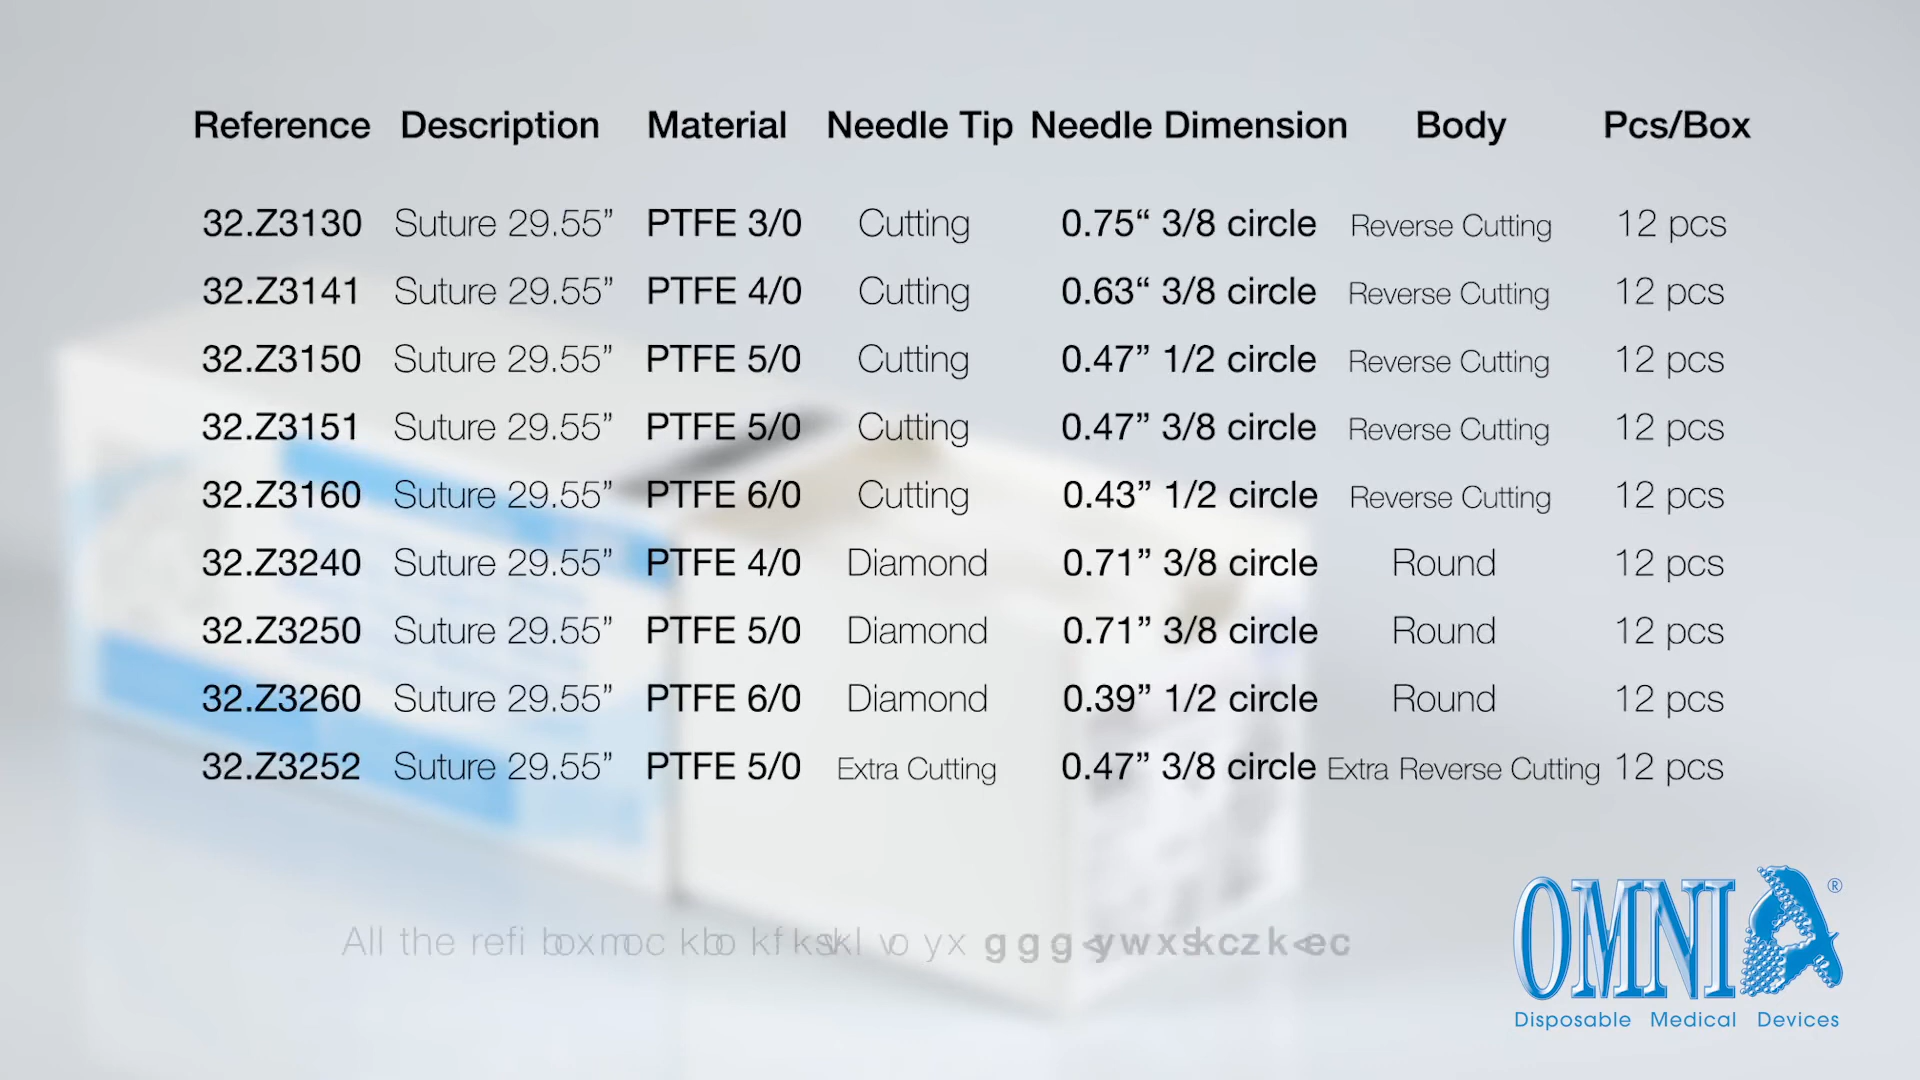 Reference Description Material Needle Tip Needle Dimension Body Pcs/Box
32.Z3130 Suture 29.55” PTFE 3/0 Cutting 0.75“ 3/8 circle Reverse Cutting 12 pcs
32.Z3141 Suture 29.55” PTFE 4/0 Cutting 0.63“ 3/8 circle Reverse Cutting 12 pcs
32.Z3150 Suture 29.55” PTFE 5/0 Cutting 0.47” 1/2 circle Reverse Cutting 12 pcs
32.Z3151 Suture 29.55” PTFE 5/0 Cutting 0.47” 3/8 circle Reverse Cutting 12 pcs
32.Z3160 Suture 29.55” PTFE 6/0 Cutting 0.43” 1/2 circle Reverse Cutting 12 pcs
32.Z3240 Suture 29.55” PTFE 4/0 Diamond 0.71” 3/8 circle Round 12 pcs
32.Z3250 Suture 29.55” PTFE 5/0 Diamond 0.71” 3/8 circle Round 12 pcs
32.Z3260 Suture 29.55” PTFE 6/0 Diamond 0.39” 1/2 circle Round 12 pcs
32.Z3252 Suture 29.55” PTFE 5/0 Extra Cutting 0.47” 3/8 circle Extra Reverse Cutting 12 pcs
All the
OMNIA®
Disposable Medical Devices